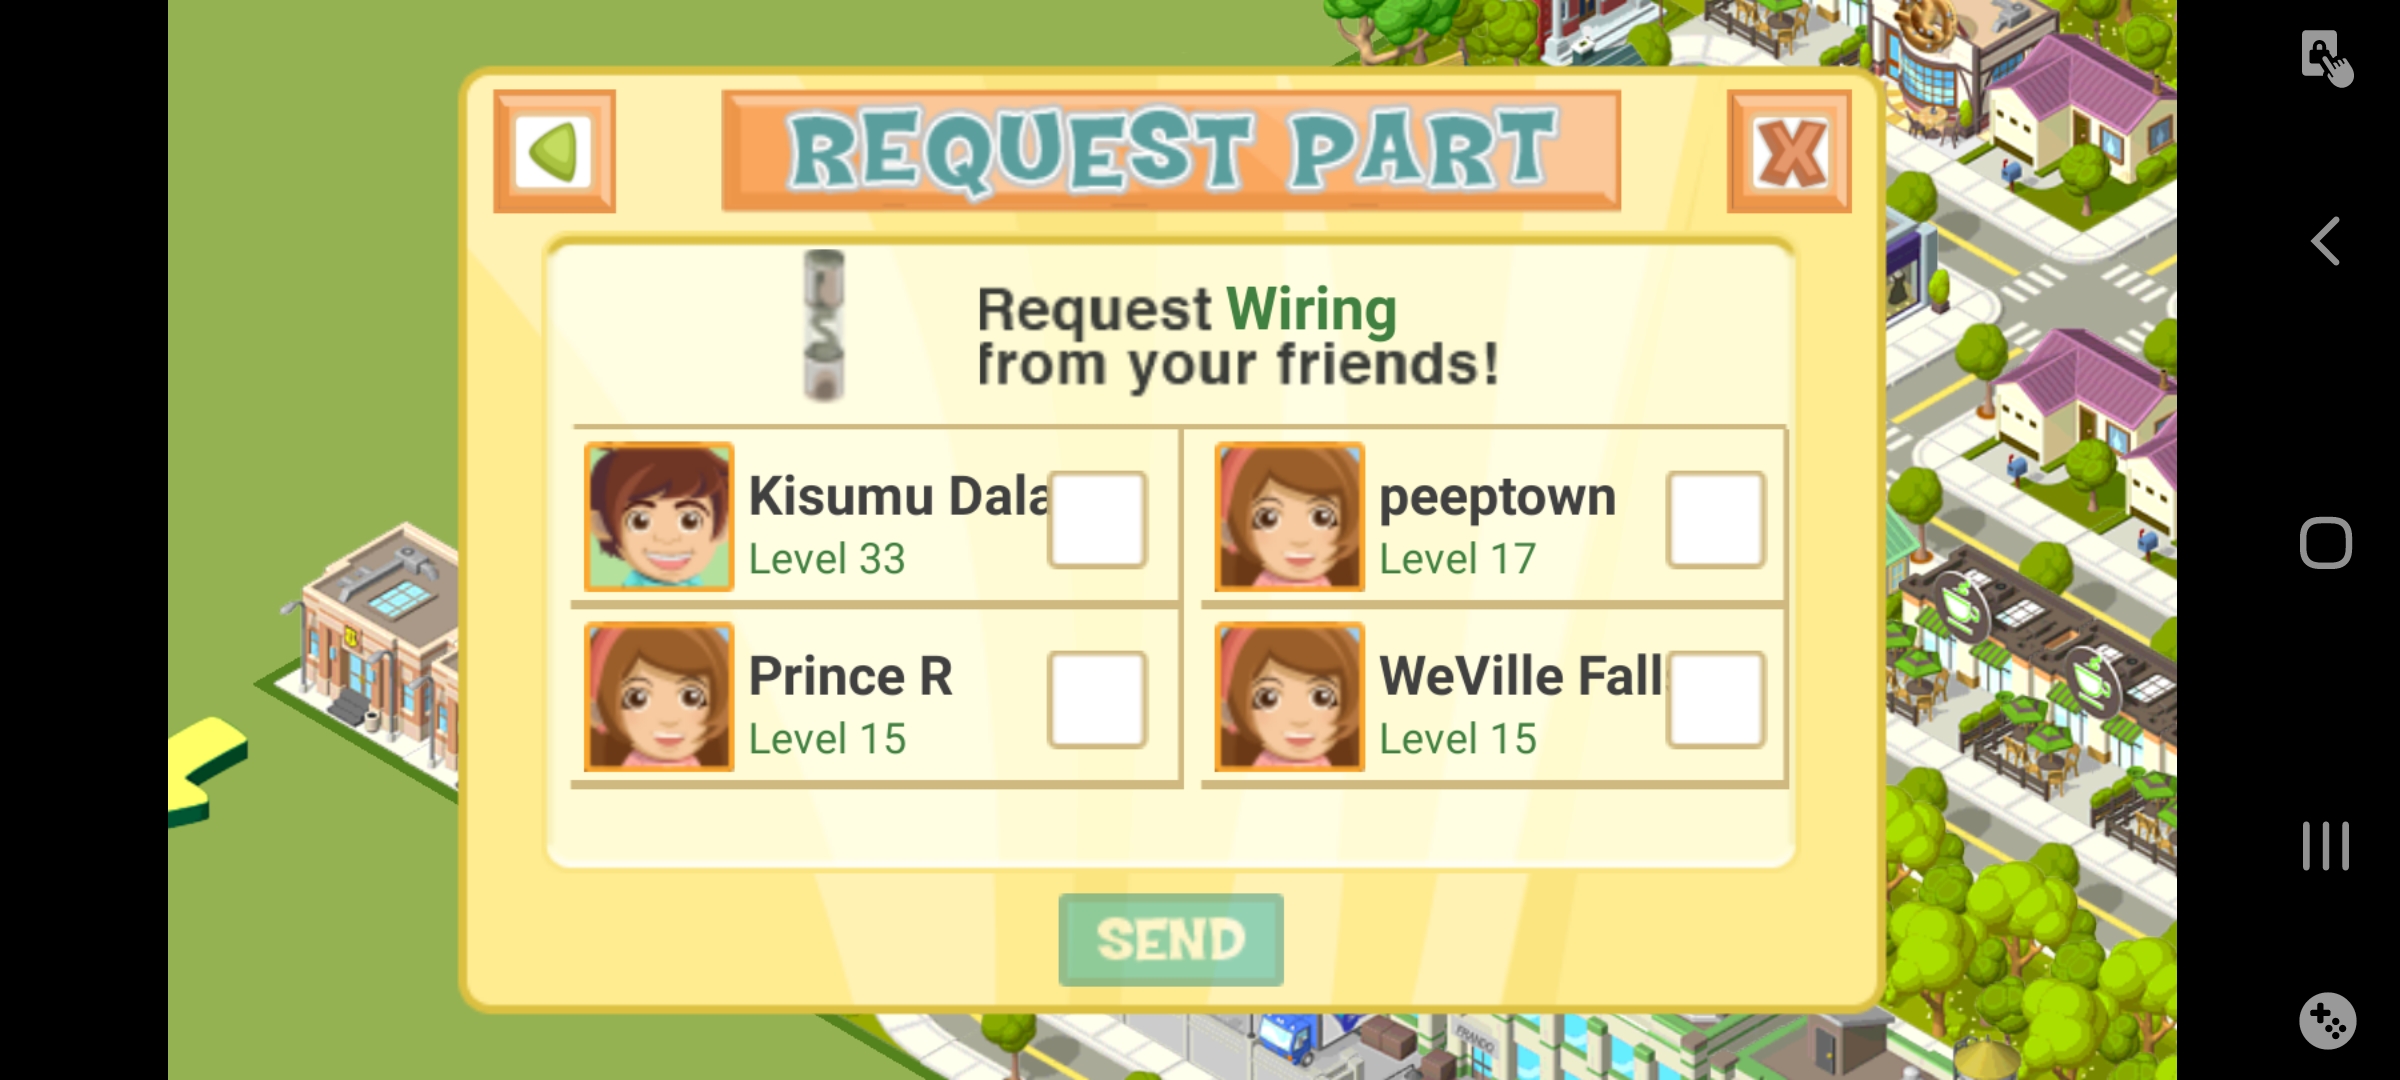 REQUEST PART
Request Wiring
from your friends!
Kisumu Dala
Level 33
peeptown
Level 17
Prince R
Level 15
WeVille Fall
Level 15
SEND